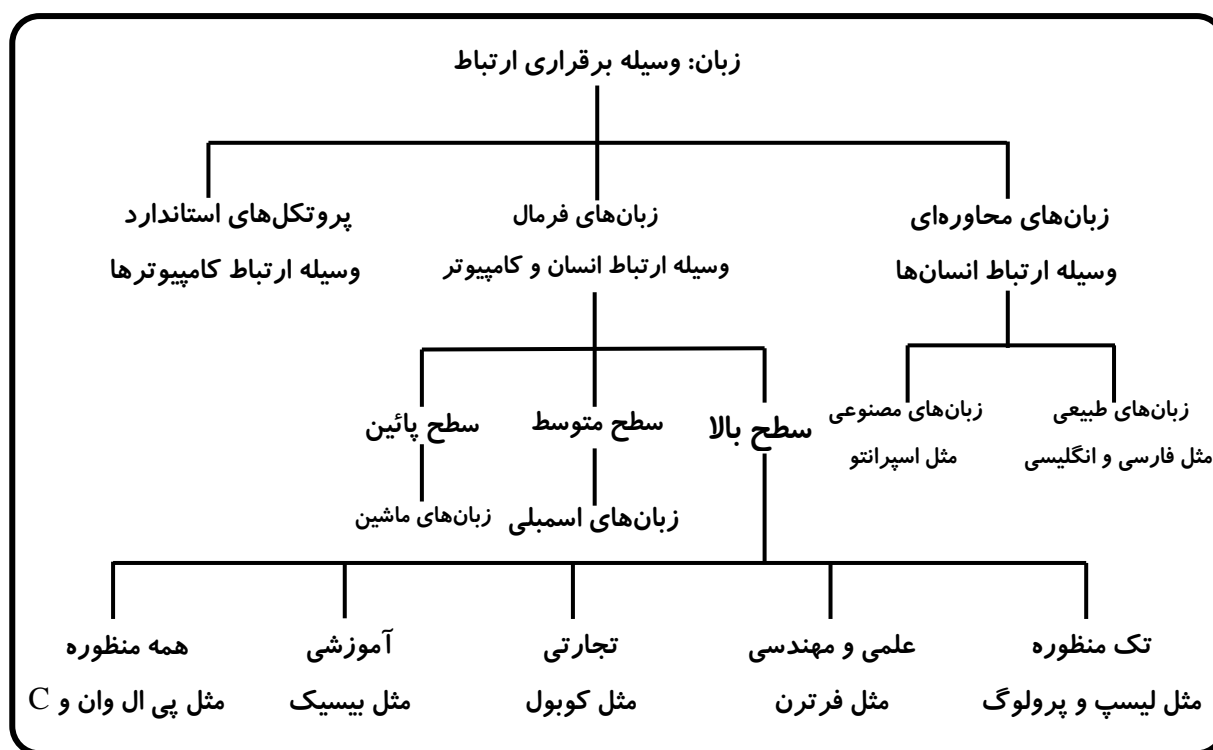 زبان: وسیله برقراری ارتباط
زبان‌های محاوره‌ای
وسیله ارتباط انسان‌ها
زبان‌های فرمال
وسیله ارتباط انسان و کامپیوتر
پروتکل‌های استاندارد
وسیله ارتباط کامپیوترها
زبان‌های طبیعی
مثل فارسی و انگلیسی
زبان‌های مصنوعی
مثل اسپرانتو
سطح بالا
سطح متوسط
سطح پائین
زبان‌های اسمبلی
زبان‌های ماشین
تک منظوره
مثل لیسپ و پرولوگ
علمی و مهندسی
مثل فرترن
تجارتی
مثل کوبول
آموزشی
مثل بیسیک
همه منظوره
مثل پی ال وان و C